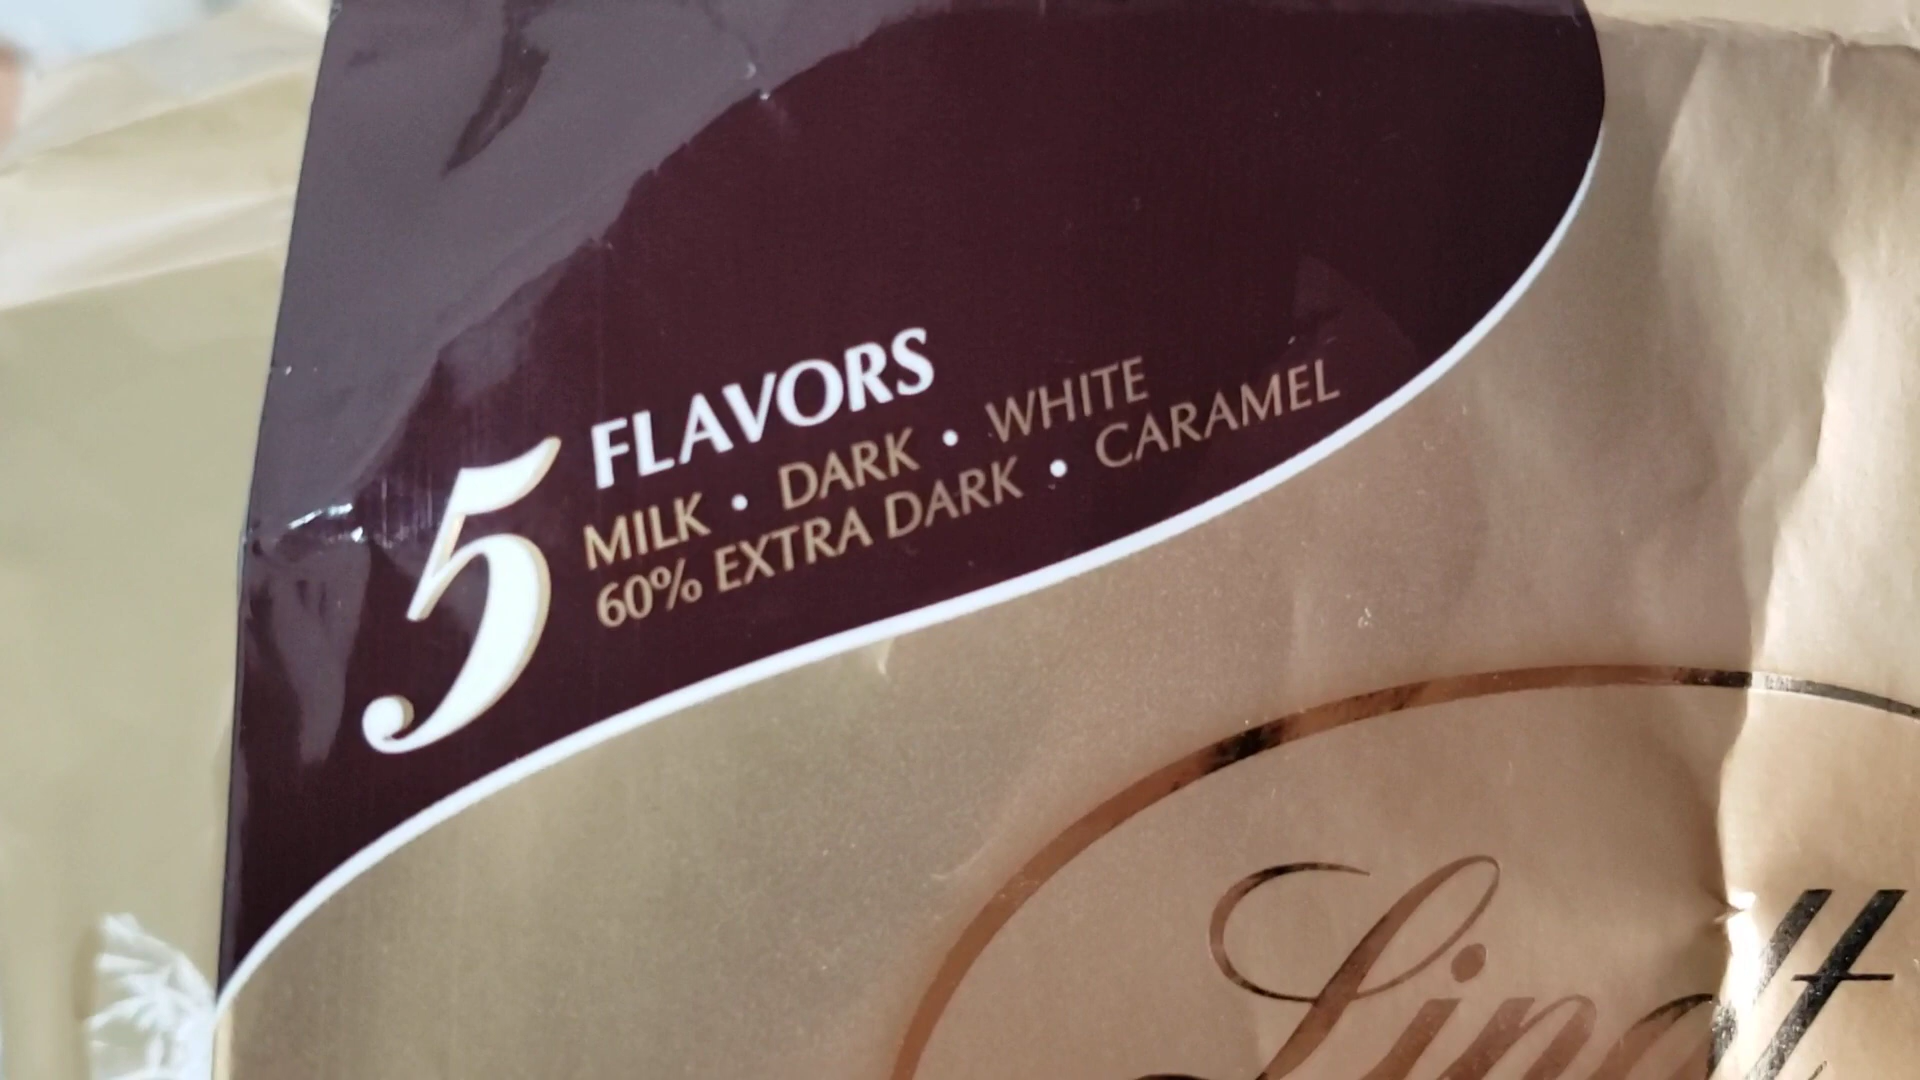 5 FLAVORS
MILK • DARK • WHITE
60% EXTRA DARK • CARAMEL
Lindt